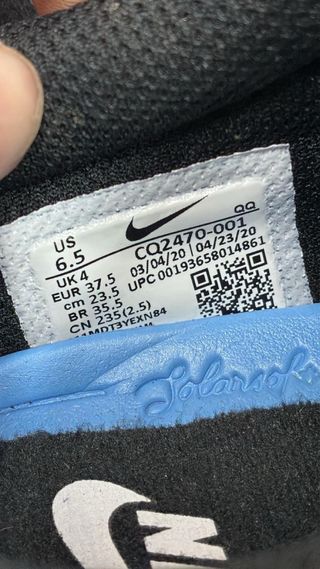 US
6.5
UK 4
EUR 37.5
cm 23.5
BR 35.5
CN 235(2.5)
QQ
CQ2470-001
03/04/20 04/23/20
UPC 00193658014861
Solarsoft
N